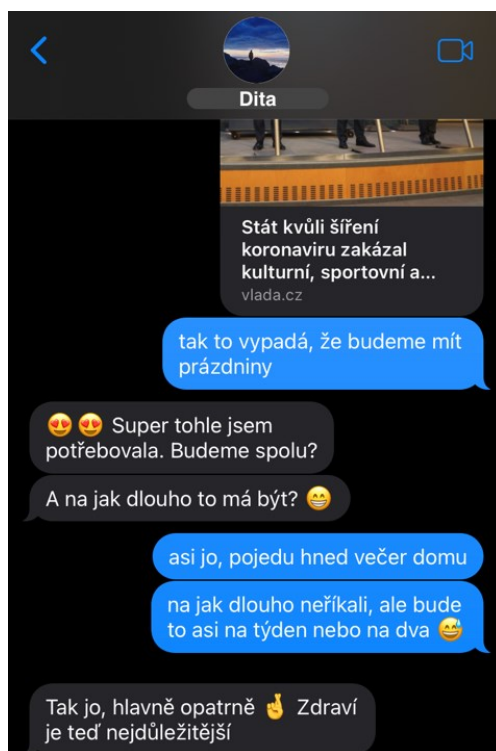 Dita
Stát kvůli šíření
koronaviru zakázal
kulturní, sportovní a...
vlada.cz
tak to vypadá, že budeme mít
prázdniny
😍 😍 Super tohle jsem
potřebovala. Budeme spolu?
A na jak dlouho to má být? 😁
asi jo, pojedu hned večer domu
na jak dlouho neříkali, ale bude
to asi na týden nebo na dva 😅
Tak jo, hlavně opatrně 🤞 Zdraví
je teď nejdůležitější